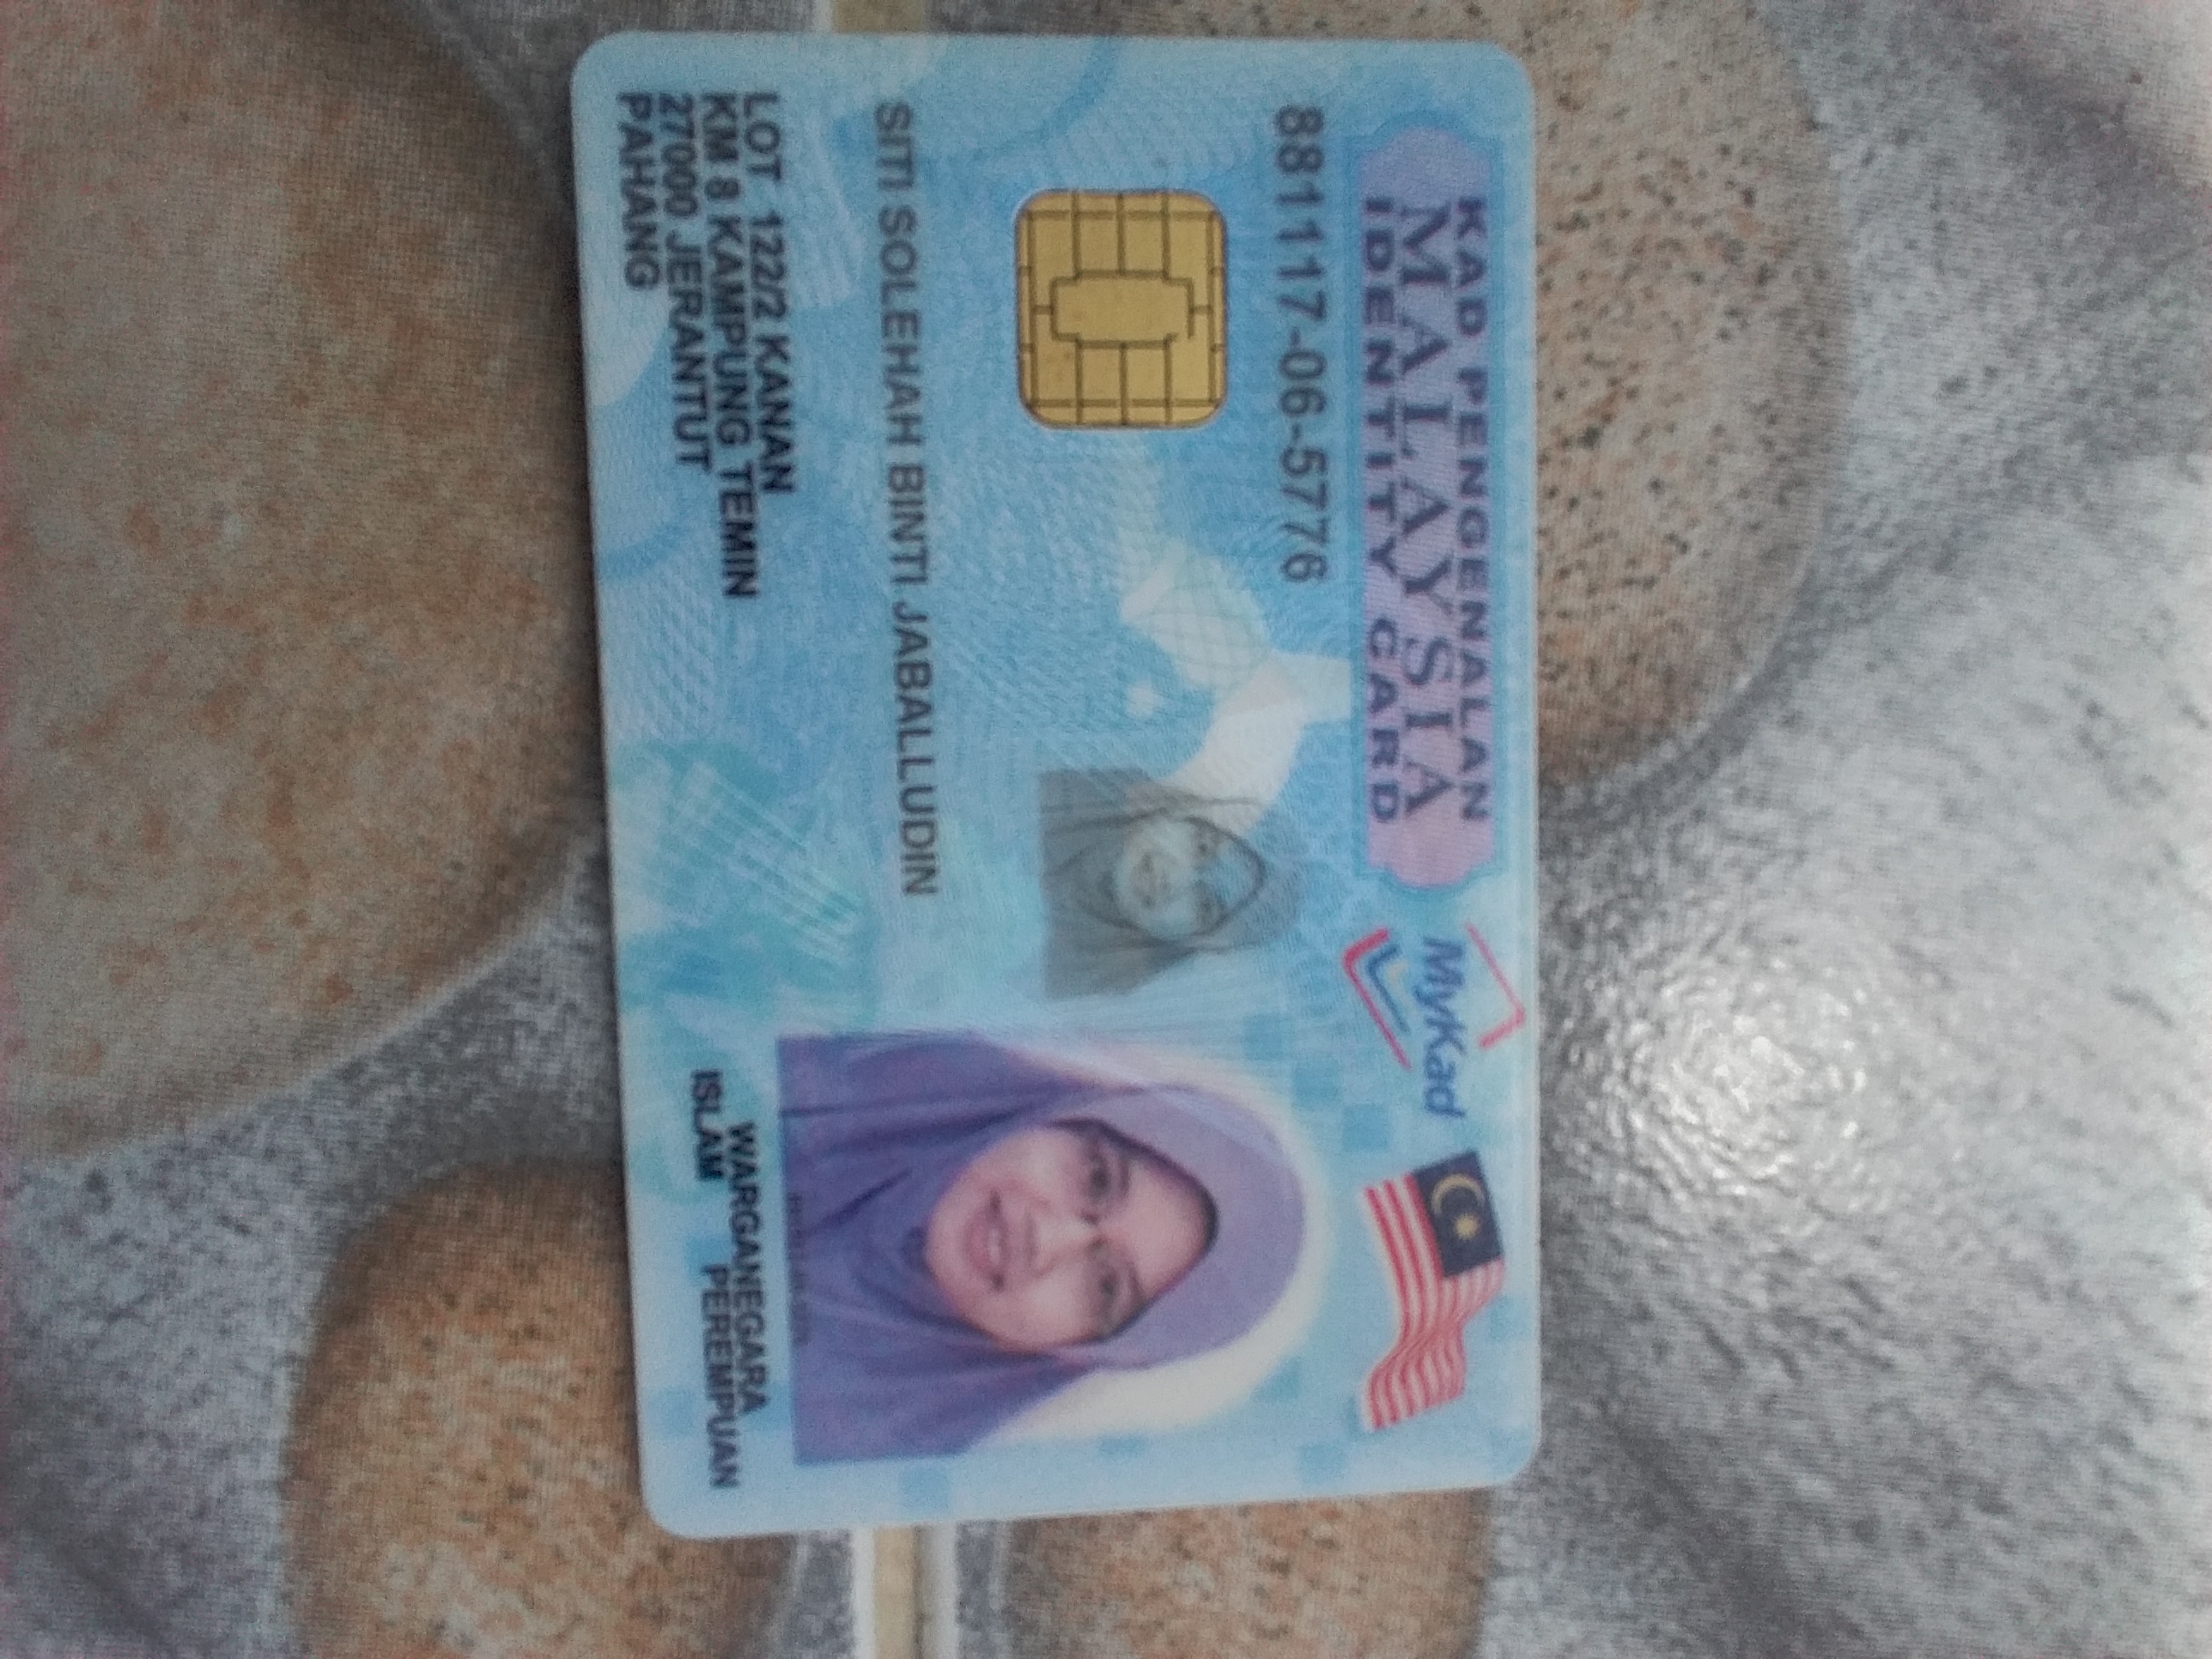 KAD PENGENALAN
MALAYSIA
IDENTITY CARD
MyKad
881117-06-5776
SITI SOLEHAH BINTI JABALLUDIN
LOT 122/2 KANAN
KM 8 KAMPUNG TEMIN
27000 JERANTUT
PAHANG
WARGANEGARA
ISLAM PEREMPUAN